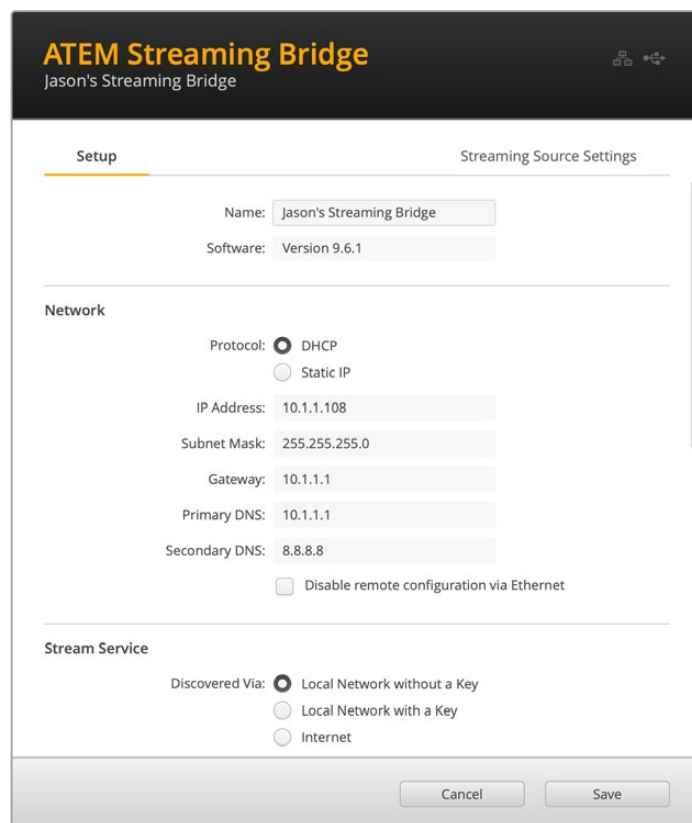 ATEM Streaming Bridge
Jason's Streaming Bridge
Setup Streaming Source Settings
Name: Jason's Streaming Bridge
Software: Version 9.6.1
Network
Protocol: DHCP
Static IP
IP Address: 10.1.1.108
Subnet Mask: 255.255.255.0
Gateway: 10.1.1.1
Primary DNS: 10.1.1.1
Secondary DNS: 8.8.8.8
Disable remote configuration via Ethernet
Stream Service
Discovered Via: Local Network without a Key
Local Network with a Key
Internet
Cancel Save